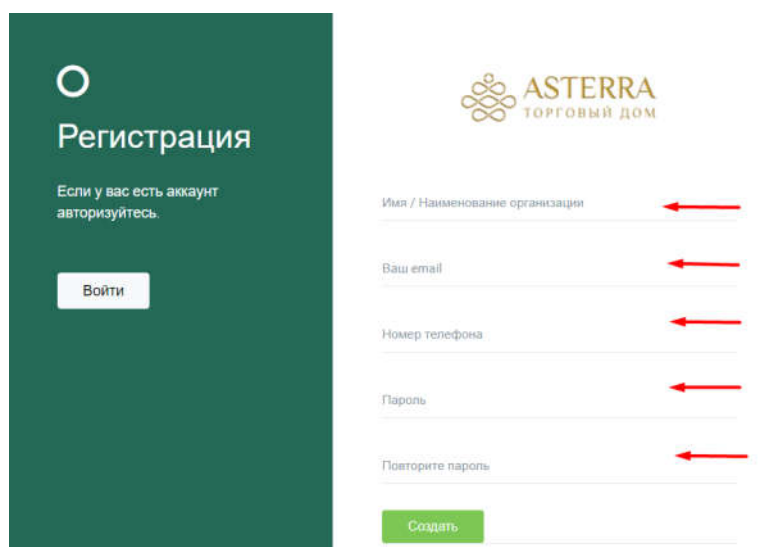 Регистрация
Если у вас есть аккаунт
авторизуйтесь.
Войти
ASTERRA
ТОРГОВЫЙ ДОМ
Имя / Наименование организации
Ваш email
Номер телефона
Пароль
Повторите пароль
Создать